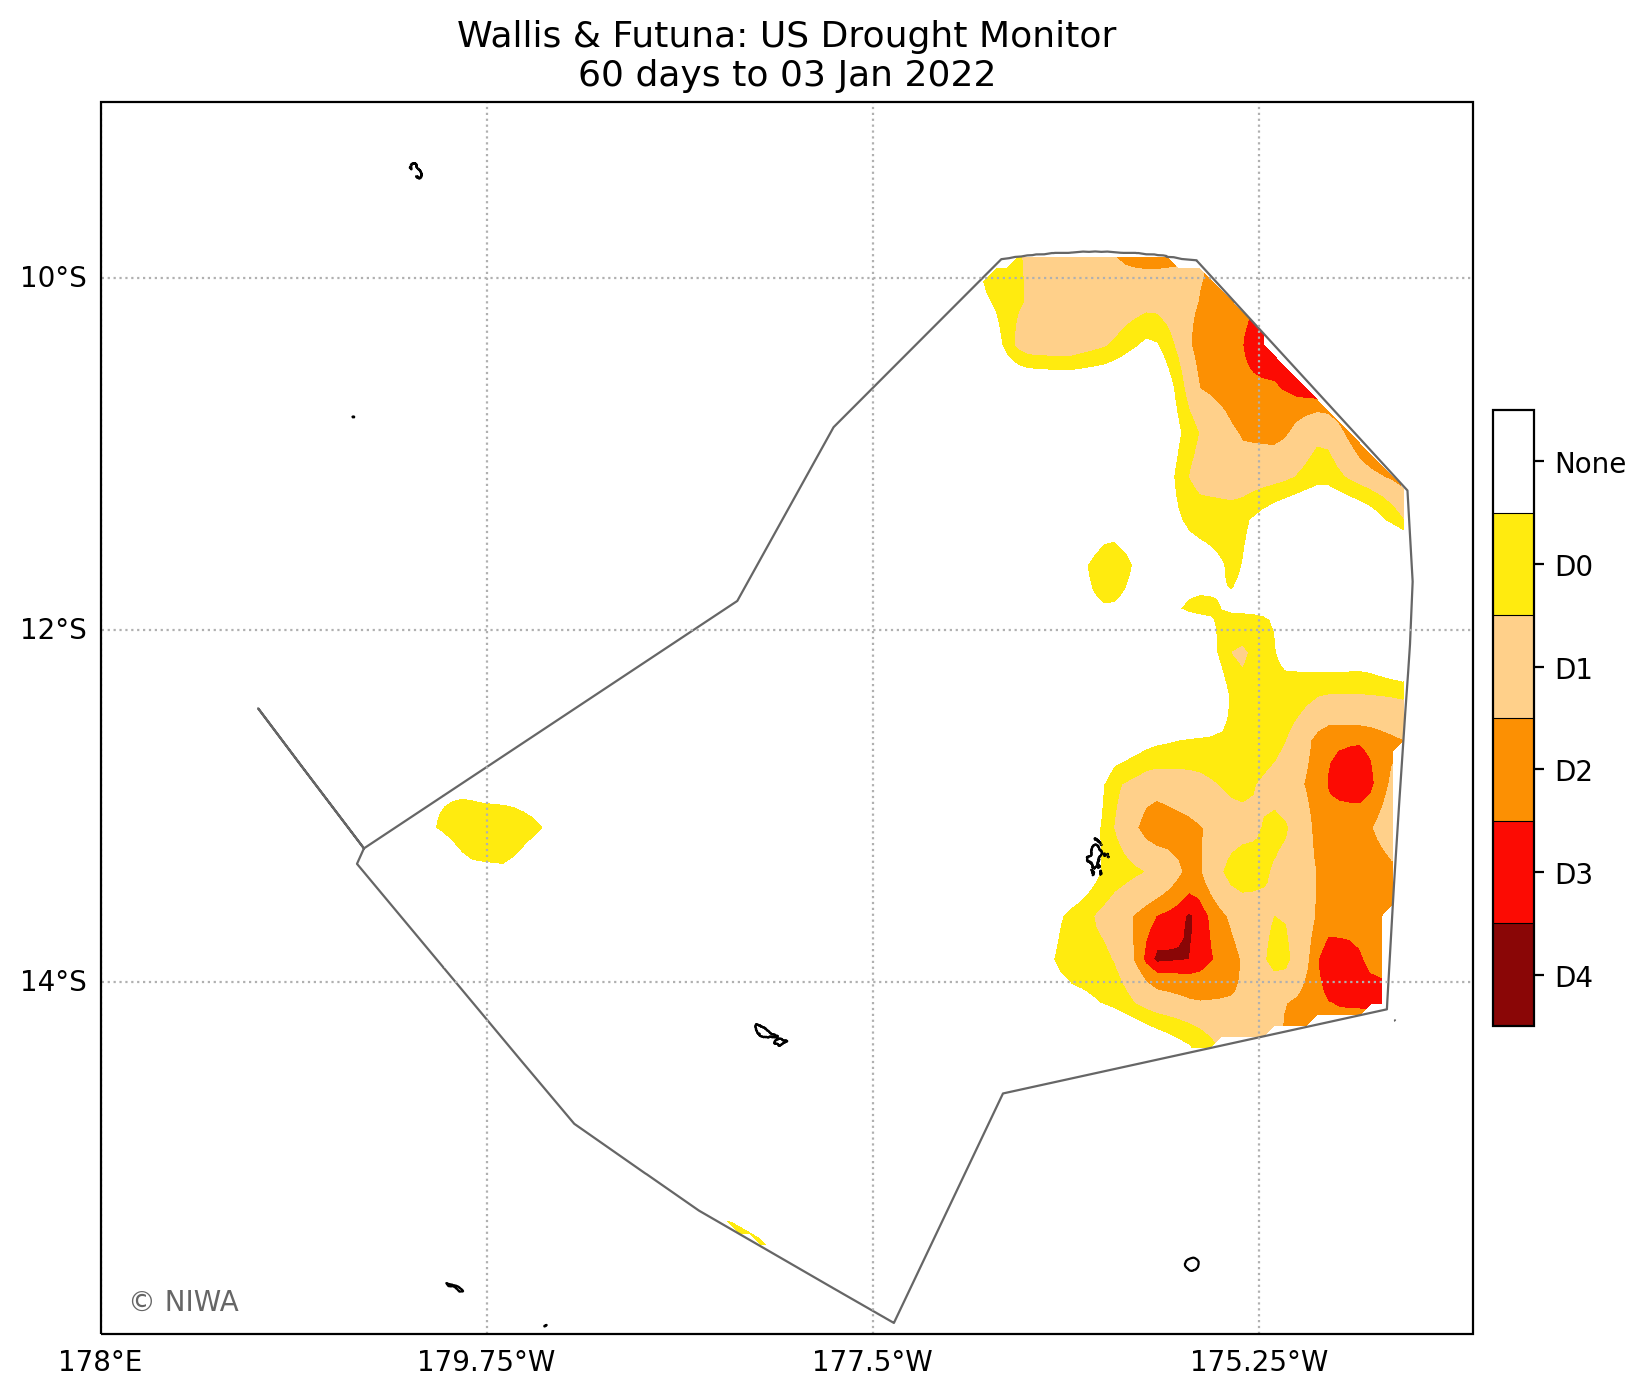 Wallis & Futuna: US Drought Monitor
60 days to 03 Jan 2022
10°S
12°S
14°S
178°E
179.75°W
177.5°W
175.25°W
None
D0
D1
D2
D3
D4
© NIWA